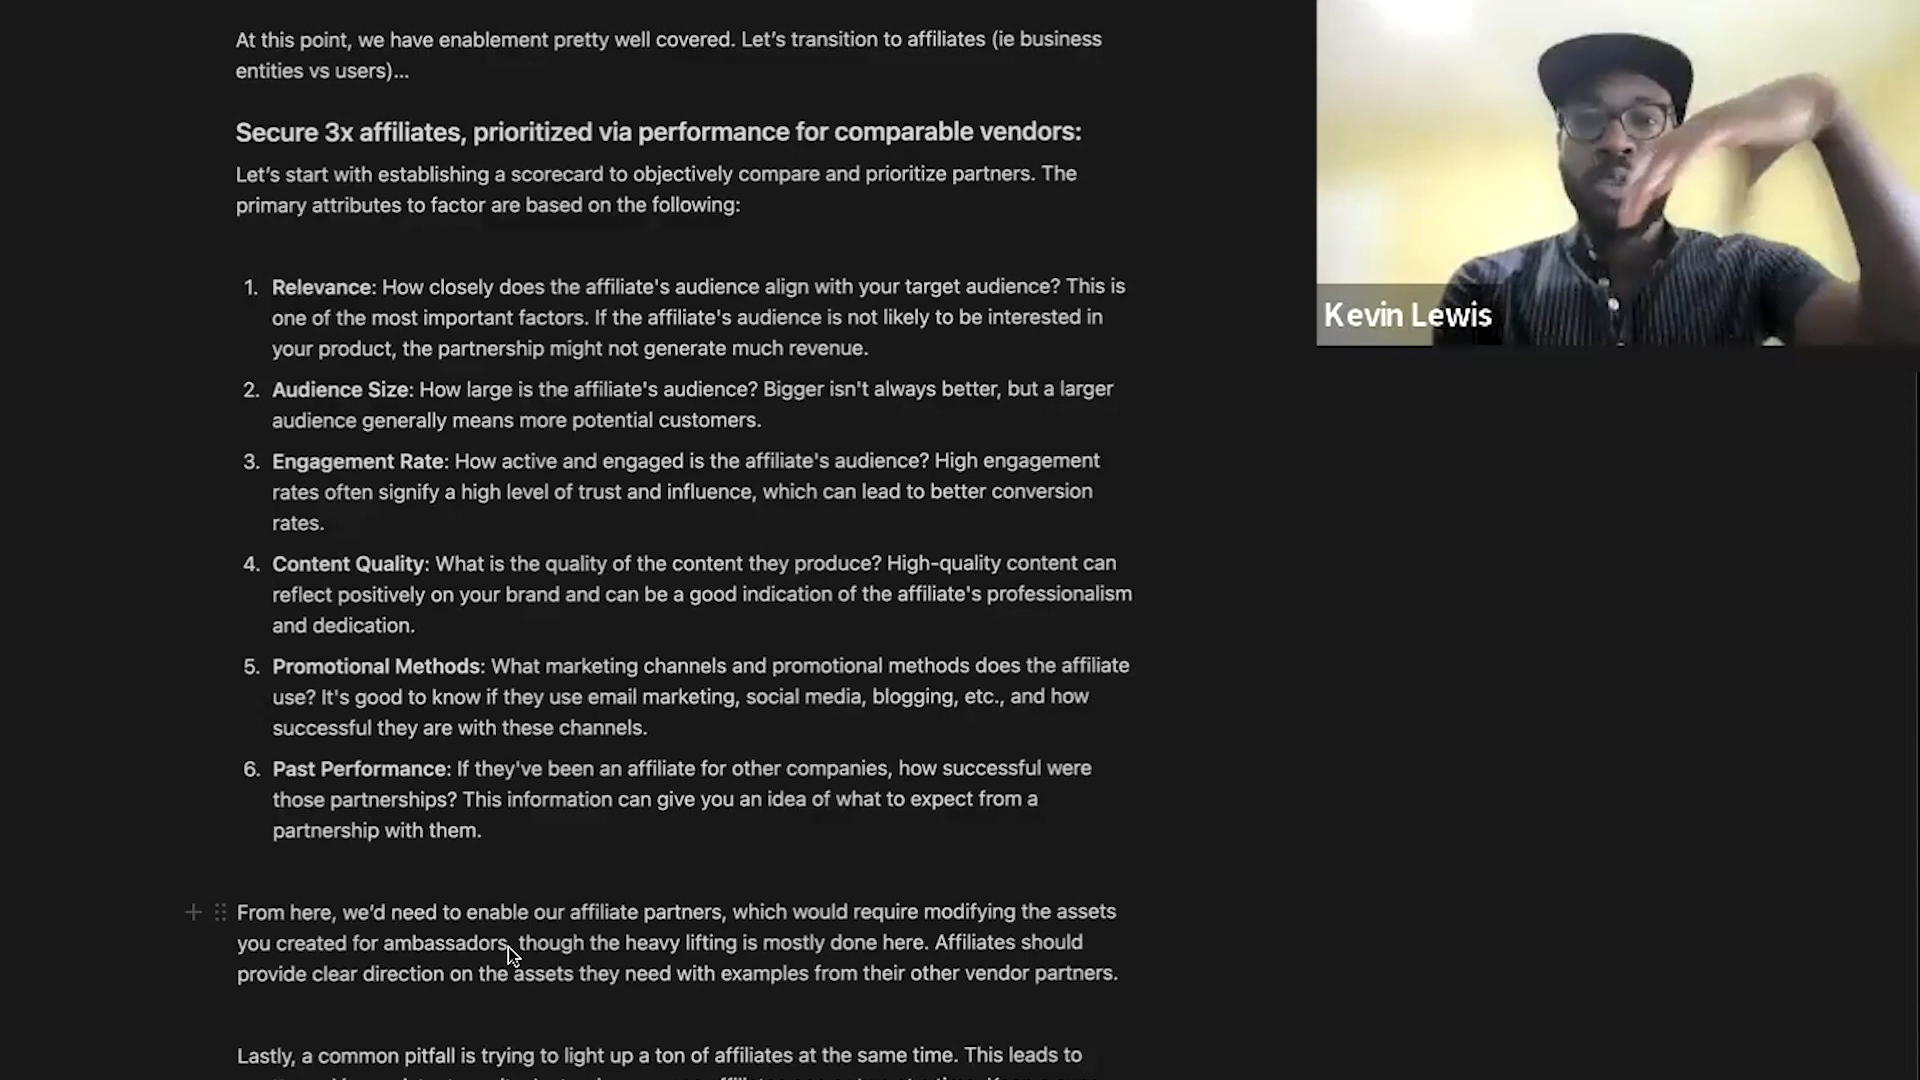 At this point, we have enablement pretty well covered. Let’s transition to affiliates (ie business
entities vs users)...
Secure 3x affiliates, prioritized via performance for comparable vendors:
Let’s start with establishing a scorecard to objectively compare and prioritize partners. The
primary attributes to factor are based on the following:
1. Relevance: How closely does the affiliate's audience align with your target audience? This is
one of the most important factors. If the affiliate's audience is not likely to be interested in
your product, the partnership might not generate much revenue.
2. Audience Size: How large is the affiliate's audience? Bigger isn't always better, but a larger
audience generally means more potential customers.
3. Engagement Rate: How active and engaged is the affiliate's audience? High engagement
rates often signify a high level of trust and influence, which can lead to better conversion
rates.
4. Content Quality: What is the quality of the content they produce? High-quality content can
reflect positively on your brand and can be a good indication of the affiliate's professionalism
and dedication.
5. Promotional Methods: What marketing channels and promotional methods does the affiliate
use? It's good to know if they use email marketing, social media, blogging, etc., and how
successful they are with these channels.
6. Past Performance: If they've been an affiliate for other companies, how successful were
those partnerships? This information can give you an idea of what to expect from a
partnership with them.
From here, we’d need to enable our affiliate partners, which would require modifying the assets
you created for ambassadors, though the heavy lifting is mostly done here. Affiliates should
provide clear direction on the assets they need with examples from their other vendor partners.
Lastly, a common pitfall is trying to light up a ton of affiliates at the same time. This leads to
Kevin Lewis